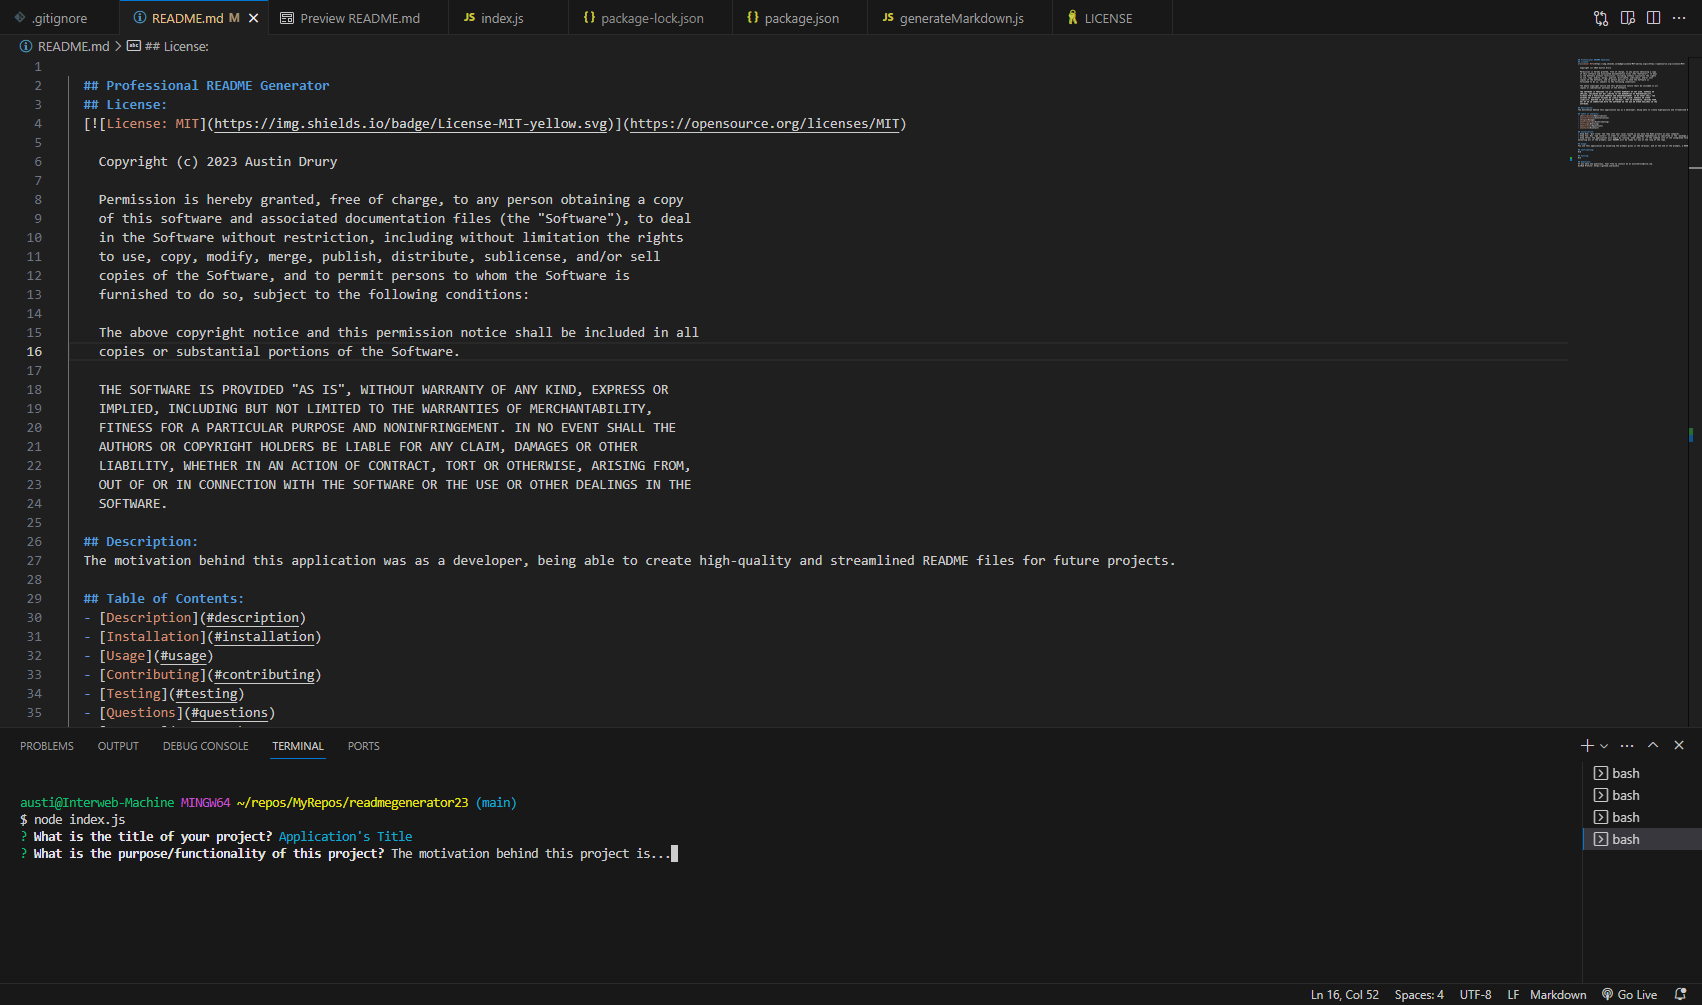 .gitignore
README.md M
Preview README.md
JS index.js
{} package-lock.json
{} package.json
JS generateMarkdown.js
LICENSE
README.md > abc ## License:
1
2 ## Professional README Generator
3 ## License:
4 [![License: MIT](https://img.shields.io/badge/License-MIT-yellow.svg)](https://opensource.org/licenses/MIT)
5
6 Copyright (c) 2023 Austin Drury
7
8 Permission is hereby granted, free of charge, to any person obtaining a copy
9 of this software and associated documentation files (the "Software"), to deal
10 in the Software without restriction, including without limitation the rights
11 to use, copy, modify, merge, publish, distribute, sublicense, and/or sell
12 copies of the Software, and to permit persons to whom the Software is
13 furnished to do so, subject to the following conditions:
14
15 The above copyright notice and this permission notice shall be included in all
16 copies or substantial portions of the Software.
17
18 THE SOFTWARE IS PROVIDED "AS IS", WITHOUT WARRANTY OF ANY KIND, EXPRESS OR
19 IMPLIED, INCLUDING BUT NOT LIMITED TO THE WARRANTIES OF MERCHANTABILITY,
20 FITNESS FOR A PARTICULAR PURPOSE AND NONINFRINGEMENT. IN NO EVENT SHALL THE
21 AUTHORS OR COPYRIGHT HOLDERS BE LIABLE FOR ANY CLAIM, DAMAGES OR OTHER
22 LIABILITY, WHETHER IN AN ACTION OF CONTRACT, TORT OR OTHERWISE, ARISING FROM,
23 OUT OF OR IN CONNECTION WITH THE SOFTWARE OR THE USE OR OTHER DEALINGS IN THE
24 SOFTWARE.
25
26 ## Description:
27 The motivation behind this application was as a developer, being able to create high-quality and streamlined README files for future projects.
28
29 ## Table of Contents:
30 - [Description](#description)
31 - [Installation](#installation)
32 - [Usage](#usage)
33 - [Contributing](#contributing)
34 - [Testing](#testing)
35 - [Questions](#questions)
PROBLEMS OUTPUT DEBUG CONSOLE TERMINAL PORTS
austi@Interweb-Machine MINGW64 ~/repos/MyRepos/readmegenerator23 (main)
$ node index.js
? What is the title of your project? Application's Title
? What is the purpose/functionality of this project? The motivation behind this project is...
bash
bash
bash
bash
Ln 16, Col 52 Spaces: 4 UTF-8 LF Markdown Go Live